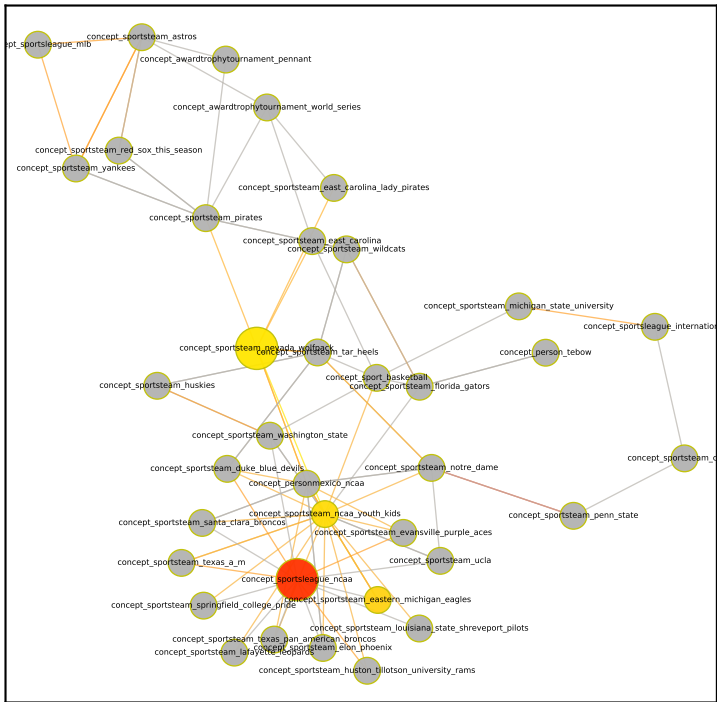 concept_sportsteam_astros
ept_sportsleague_mlb
concept_awardtrophytournament_pennant
concept_awardtrophytournament_world_series
concept_sportsteam_red_sox_this_season
concept_sportsteam_yankees
concept_sportsteam_east_carolina_lady_pirates
concept_sportsteam_pirates
concept_sportsteam_east_carolina
concept_sportsteam_wildcats
concept_sportsteam_michigan_state_university
concept_sportsleague_internation
concept_sportsteam_nevada_wolfpack
concept_sportsteam_tar_heels
concept_person_tebow
concept_sport_basketball
concept_sportsteam_huskies
concept_sportsteam_florida_gators
concept_sportsteam_washington_state
concept_sportsteam_c
concept_sportsteam_duke_blue_devils
concept_sportsteam_notre_dame
concept_personmexico_ncaa
concept_sportsteam_ncaa_youth_kids
concept_sportsteam_penn_state
concept_sportsteam_santa_clara_broncos
concept_sportsteam_evansville_purple_aces
concept_sportsteam_texas_a_m
concept_sportsteam_ucla
concept_sportsleague_ncaa
concept_sportsteam_eastern_michigan_eagles
concept_sportsteam_springfield_college_pride
concept_sportsteam_louisiana_state_shreveport_pilots
concept_sportsteam_texas_pan_american_broncos
concept_sportsteam_elon_phoenix
concept_sportsteam_lafayette_leopards
concept_sportsteam_huston_tillotson_university_rams